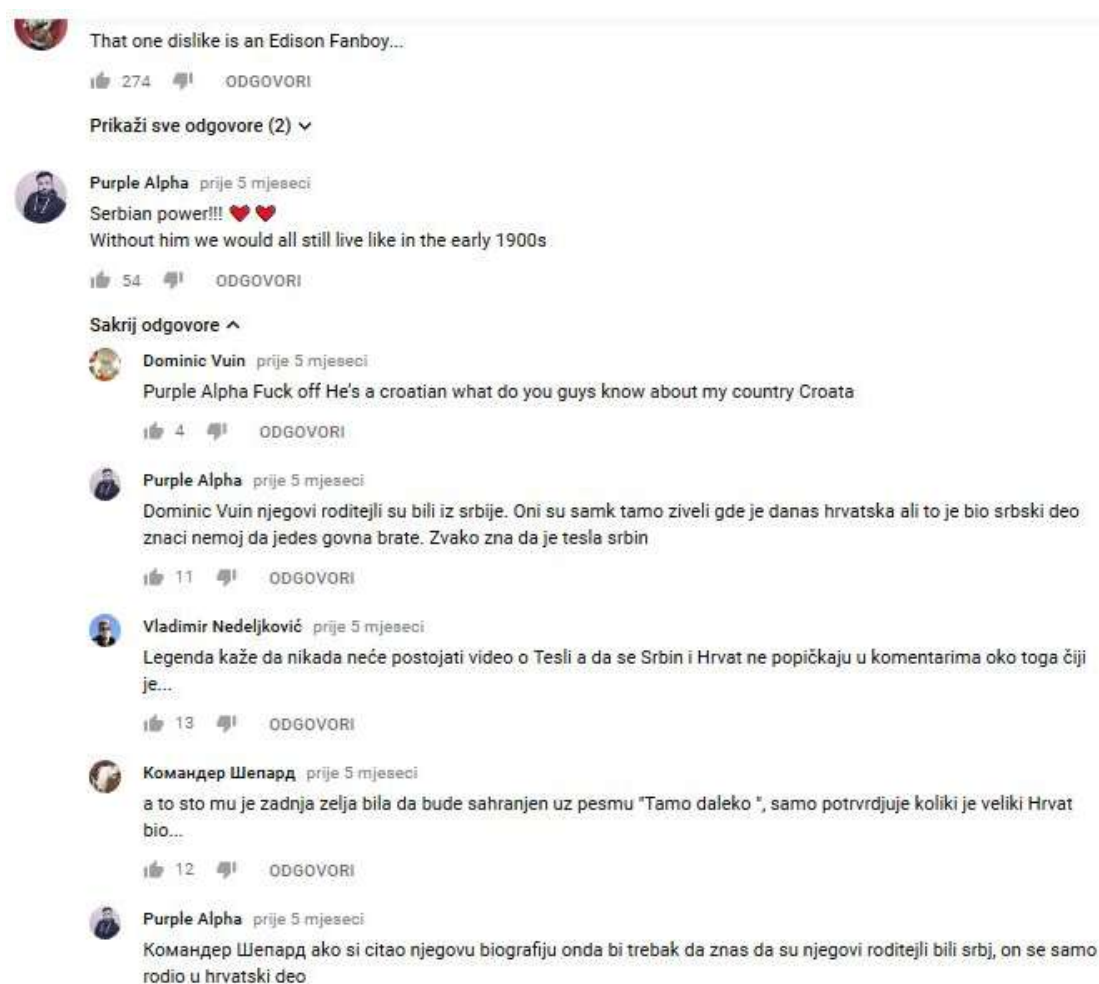 That one dislike is an Edison Fanboy...
274 ODGOVORI
Prikaži sve odgovore (2)
Purple Alpha prije 5 mjeseci
Serbian power!!! ❤️ ❤️
Without him we would all still live like in the early 1900s
54 ODGOVORI
Sakrij odgovore
Dominic Vuin prije 5 mjeseci
Purple Alpha Fuck off He's a croatian what do you guys know about my country Croata
4 ODGOVORI
Purple Alpha prije 5 mjeseci
Dominic Vuin njegovi roditejli su bili iz srbije. Oni su samk tamo ziveli gde je danas hrvatska ali to je bio srbski deo
znaci nemoj da jedes govna brate. Zvako zna da je tesla srbin
11 ODGOVORI
Vladimir Nedeljković prije 5 mjeseci
Legenda kaže da nikada neće postojati video o Tesli a da se Srbin i Hrvat ne popičkaju u komentarima oko toga čiji
je...
13 ODGOVORI
Командер Шепард prije 5 mjeseci
a to sto mu je zadnja zelja bila da bude sahranjen uz pesmu "Tamo daleko ", samo potrvrdjuje koliki je veliki Hrvat
bio...
12 ODGOVORI
Purple Alpha prije 5 mjeseci
Командер Шепард ako si citao njegovu biografiju onda bi trebak da znas da su njegovi roditejli bili srbj, on se samo
rodio u hrvatski deo